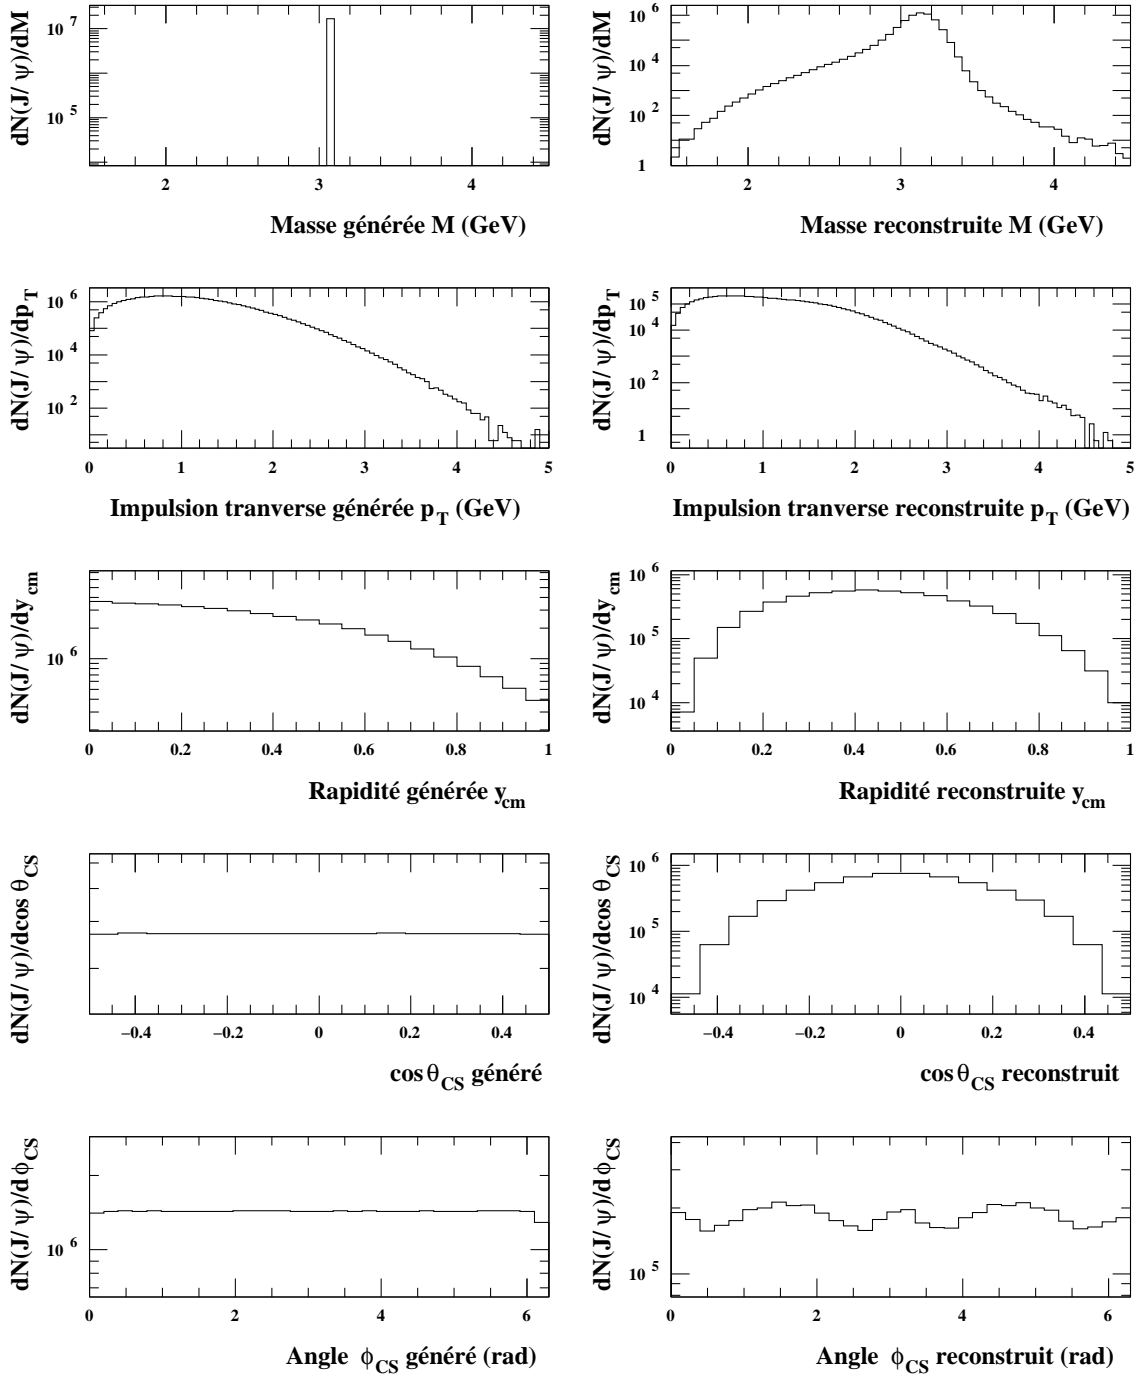 dN(J/ψ)/dM
10^7
10^5
2 3 4
Masse générée M (GeV)
dN(J/ψ)/dM
10^6
10^4
10^2
1
2 3 4
Masse reconstruite M (GeV)
dN(J/ψ)/dp_T
10^6
10^4
10^2
0 1 2 3 4 5
Impulsion tranverse générée p_T (GeV)
dN(J/ψ)/dp_T
10^5
10^4
10^2
1
0 1 2 3 4 5
Impulsion tranverse reconstruite p_T (GeV)
dN(J/ψ)/dy_cm
10^6
0 0.2 0.4 0.6 0.8 1
Rapidité générée y_cm
dN(J/ψ)/dy_cm
10^6
10^5
10^4
0 0.2 0.4 0.6 0.8 1
Rapidité reconstruite y_cm
dN(J/ψ)/dcos θ_CS
−0.4 −0.2 0 0.2 0.4
cos θ_CS généré
dN(J/ψ)/dcos θ_CS
10^6
10^5
10^4
−0.4 −0.2 0 0.2 0.4
cos θ_CS reconstruit
dN(J/ψ)/dϕ_CS
10^6
0 2 4 6
Angle ϕ_CS généré (rad)
dN(J/ψ)/dϕ_CS
10^5
0 2 4 6
Angle ϕ_CS reconstruit (rad)